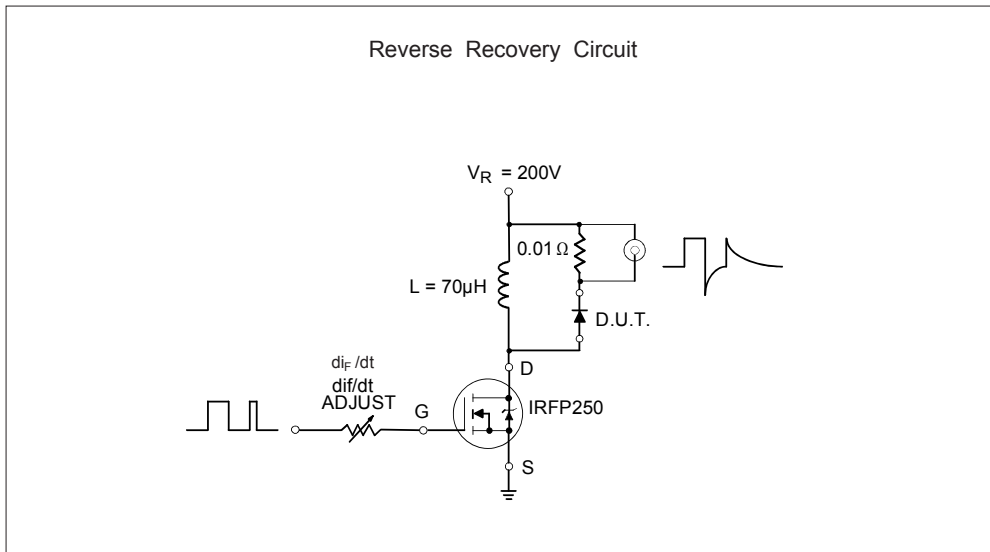 Reverse Recovery Circuit
V_R = 200V
0.01 Ω
L = 70µH
D.U.T.
di_F /dt
dif/dt
ADJUST
D
G
IRFP250
S